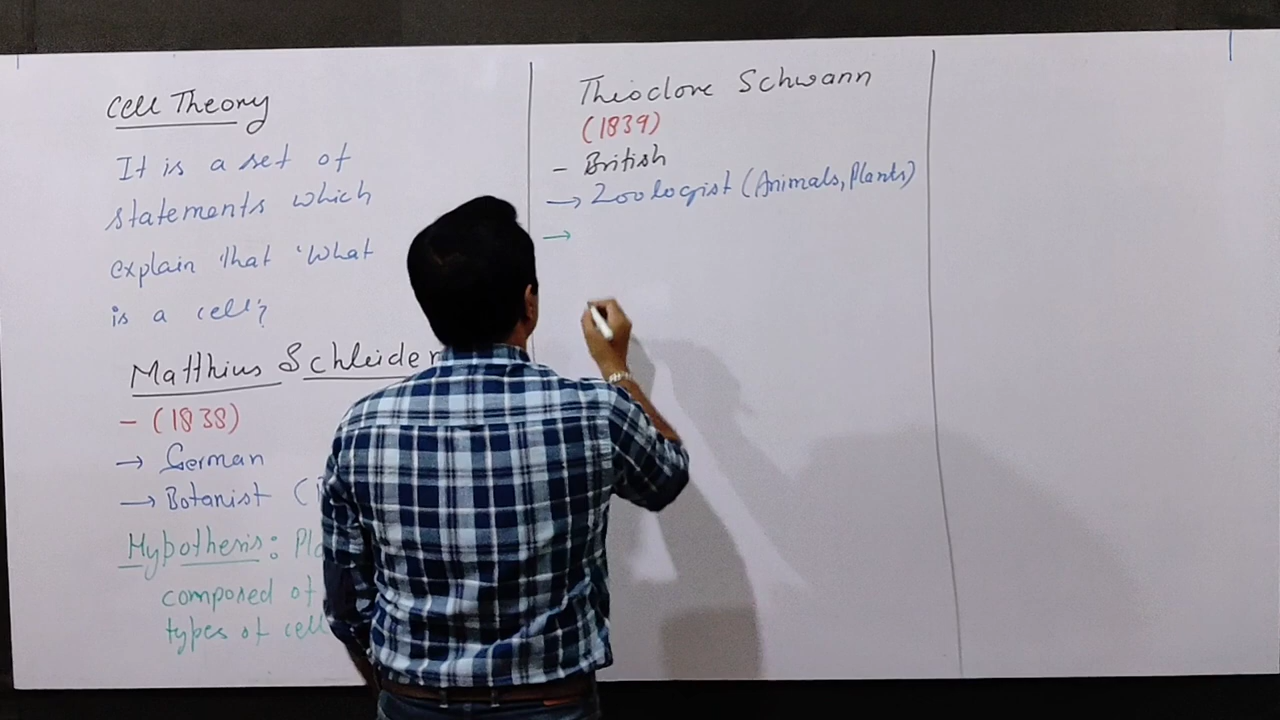 Cell Theory
It is a set of
statements which
explain that 'What
is a cell?
Matthius Schleiden
- (1838)
→ German
→ Botanist (
Hypothesis: Pla
composed of
types of cell
Theodore Schwann
(1839)
- British
→ Zoologist (Animals, Plants)
→